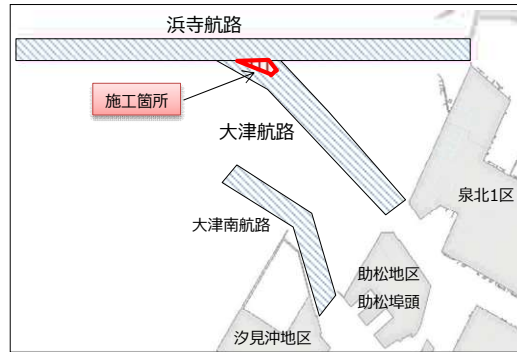 浜寺航路
施工箇所
大津航路
泉北1区
大津南航路
助松地区
助松埠頭
汐見沖地区